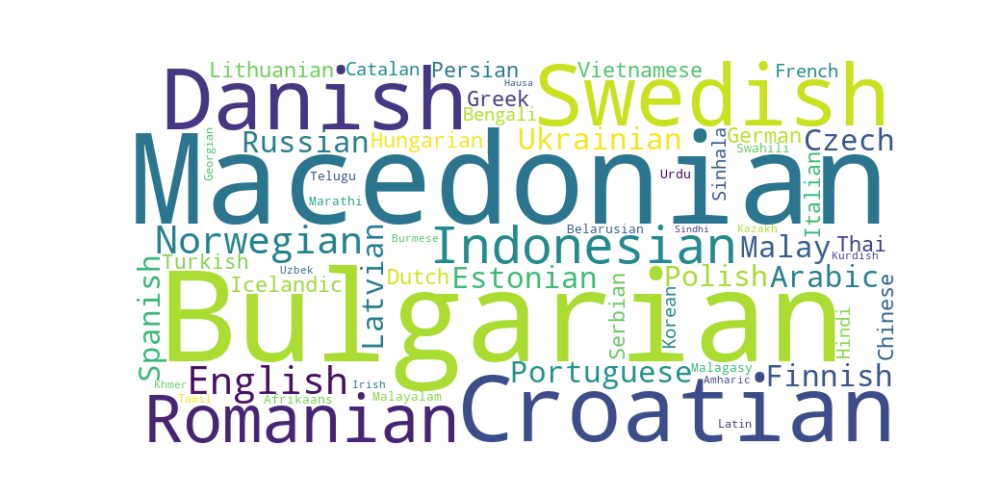 Lithuanian Catalan Persian Vietnamese French
Danish Hausa Swedish
Greek
Bengali
Georgian Russian Hungarian Ukrainian Sinhala German Czech
Swahili
Macedonian
Telugu Urdu Italian
Marathi
Norwegian Latvian Burmese Indonesian Belarusian Sindhi Kazakh Malay Thai
Kurdish
Spanish Turkish Uzbek Dutch Estonian Serbian Korean Polish Arabic Chinese
Icelandic
Bulgarian Hindi
English Portuguese Malagasy Finnish
Khmer Irish Amharic
Tamil Afrikaans Malayalam
Romanian Croatian
Latin